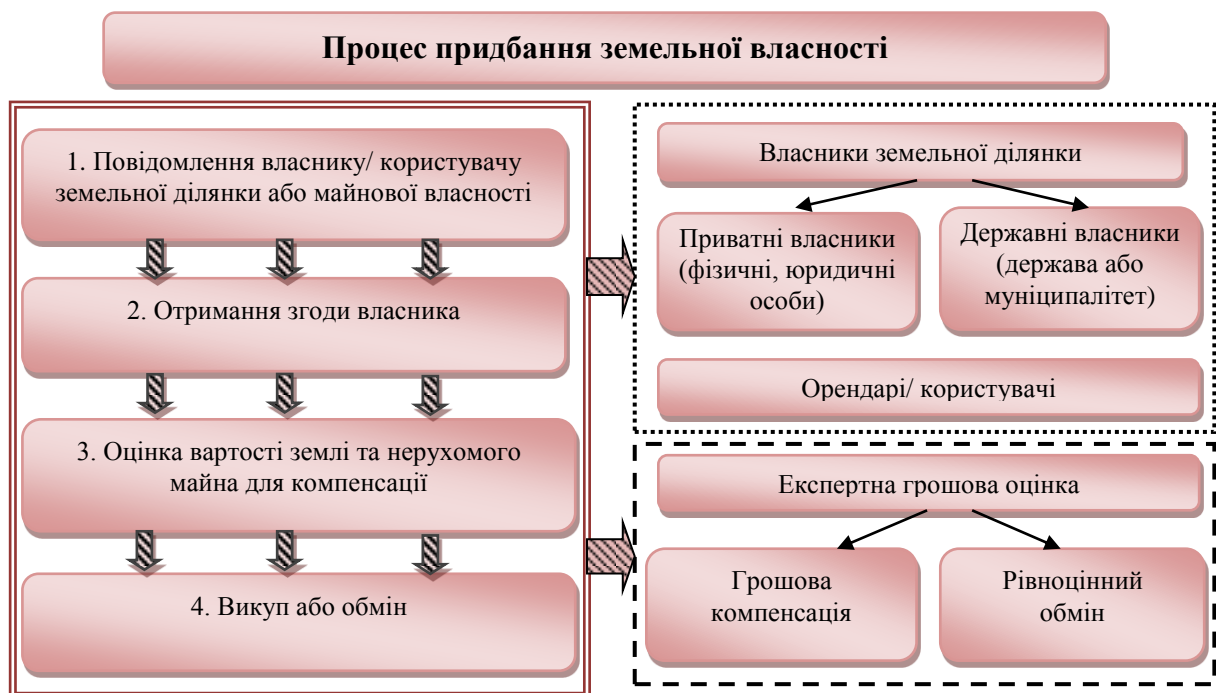 Процес придбання земельної власності
1. Повідомлення власнику/ користувачу
земельної ділянки або майнової власності
2. Отримання згоди власника
3. Оцінка вартості землі та нерухомого
майна для компенсації
4. Викуп або обмін
Власники земельної ділянки
Приватні власники
(фізичні, юридичні
особи)
Державні власники
(держава або
муніципалітет)
Орендарі/ користувачі
Експертна грошова оцінка
Грошова
компенсація
Рівноцінний
обмін